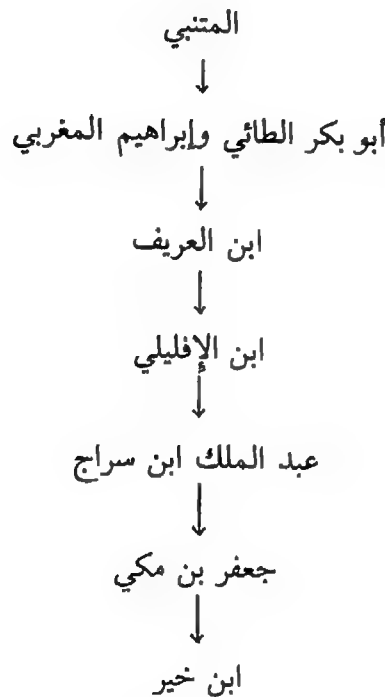 المتنبي
أبو بكر الطائي وإبراهيم المغربي
ابن العريف
ابن الإفليلي
عبد الملك ابن سراج
جعفر بن مكي
ابن خير